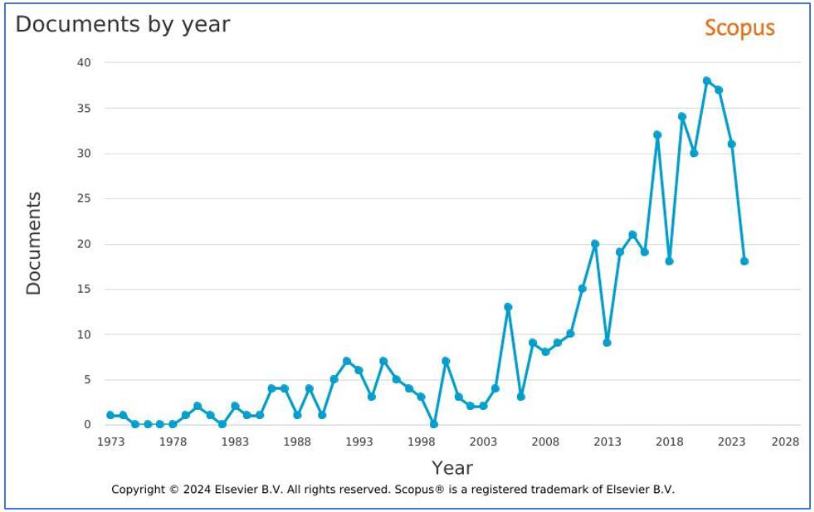 Documents by year
Scopus
40
35
30
25
20
15
10
5
0
Documents
1973 1978 1983 1988 1993 1998 2003 2008 2013 2018 2023 2028
Year
Copyright © 2024 Elsevier B.V. All rights reserved. Scopus® is a registered trademark of Elsevier B.V.